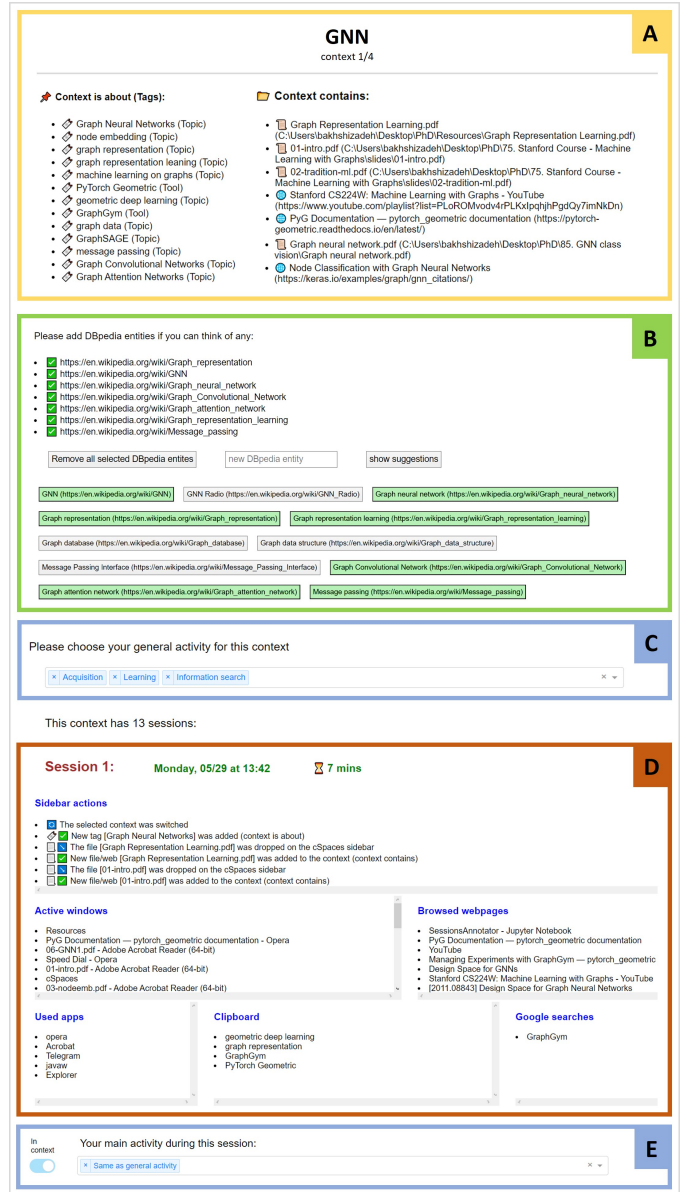 GNN
A
context 1/4
Context is about (Tags):
Graph Neural Networks (Topic)
node embedding (Topic)
graph representation (Topic)
graph representation leaning (Topic)
machine learning on graphs (Topic)
PyTorch Geometric (Tool)
geometric deep learning (Topic)
GraphGym (Tool)
graph data (Topic)
GraphSAGE (Topic)
message passing (Topic)
Graph Convolutional Networks (Topic)
Graph Attention Networks (Topic)
Context contains:
Graph Representation Learning.pdf
(C:\Users\bakhshizadeh\Desktop\PhD\Resources\Graph Representation Learning.pdf)
01-intro.pdf (C:\Users\bakhshizadeh\Desktop\PhD\75. Stanford Course - Machine
Learning with Graphs\slides\01-intro.pdf)
02-tradition-ml.pdf (C:\Users\bakhshizadeh\Desktop\PhD\75. Stanford Course -
Machine Learning with Graphs\slides\02-tradition-ml.pdf)
Stanford CS224W: Machine Learning with Graphs - YouTube
(https://www.youtube.com/playlist?list=PLoROMvodv4rPLKxIpqhjhPgdQy7imNkDn)
PyG Documentation — pytorch_geometric documentation (https://pytorch-
geometric.readthedocs.io/en/latest/)
Graph neural network.pdf (C:\Users\bakhshizadeh\Desktop\PhD\85. GNN class
vision\Graph neural network.pdf)
Node Classification with Graph Neural Networks
(https://keras.io/examples/graph/gnn_citations/)
B
Please add DBpedia entities if you can think of any:
https://en.wikipedia.org/wiki/Graph_representation
https://en.wikipedia.org/wiki/GNN
https://en.wikipedia.org/wiki/Graph_neural_network
https://en.wikipedia.org/wiki/Graph_Convolutional_Network
https://en.wikipedia.org/wiki/Graph_attention_network
https://en.wikipedia.org/wiki/Graph_representation_learning
https://en.wikipedia.org/wiki/Message_passing
Remove all selected DBpedia entites new DBpedia entity show suggestions
GNN (https://en.wikipedia.org/wiki/GNN) GNN Radio (https://en.wikipedia.org/wiki/GNN_Radio) Graph neural network (https://en.wikipedia.org/wiki/Graph_neural_network)
Graph representation (https://en.wikipedia.org/wiki/Graph_representation) Graph representation learning (https://en.wikipedia.org/wiki/Graph_representation_learning)
Graph database (https://en.wikipedia.org/wiki/Graph_database) Graph data structure (https://en.wikipedia.org/wiki/Graph_data_structure)
Message Passing Interface (https://en.wikipedia.org/wiki/Message_Passing_Interface) Graph Convolutional Network (https://en.wikipedia.org/wiki/Graph_Convolutional_Network)
Graph attention network (https://en.wikipedia.org/wiki/Graph_attention_network) Message passing (https://en.wikipedia.org/wiki/Message_passing)
C
Please choose your general activity for this context
× Acquisition × Learning × Information search ×
This context has 13 sessions:
D
Session 1: Monday, 05/29 at 13:42 7 mins
Sidebar actions
The selected context was switched
New tag [Graph Neural Networks] was added (context is about)
The file [Graph Representation Learning.pdf] was dropped on the cSpaces sidebar
New file/web [Graph Representation Learning.pdf] was added to the context (context contains)
The file [01-intro.pdf] was dropped on the cSpaces sidebar
New file/web [01-intro.pdf] was added to the context (context contains)
Active windows
Resources
PyG Documentation — pytorch_geometric documentation - Opera
06-GNN1.pdf - Adobe Acrobat Reader (64-bit)
Speed Dial - Opera
01-intro.pdf - Adobe Acrobat Reader (64-bit)
cSpaces
03-nodeemb.pdf - Adobe Acrobat Reader (64-bit)
Browsed webpages
SessionsAnnotator - Jupyter Notebook
PyG Documentation — pytorch_geometric documentation
YouTube
Managing Experiments with GraphGym — pytorch_geometric
Design Space for GNNs
Stanford CS224W: Machine Learning with Graphs - YouTube
[2011.08843] Design Space for Graph Neural Networks
Used apps
opera
Acrobat
Telegram
javaw
Explorer
Clipboard
geometric deep learning
graph representation
GraphGym
PyTorch Geometric
Google searches
GraphGym
E
In
context
Your main activity during this session:
× Same as general activity ×